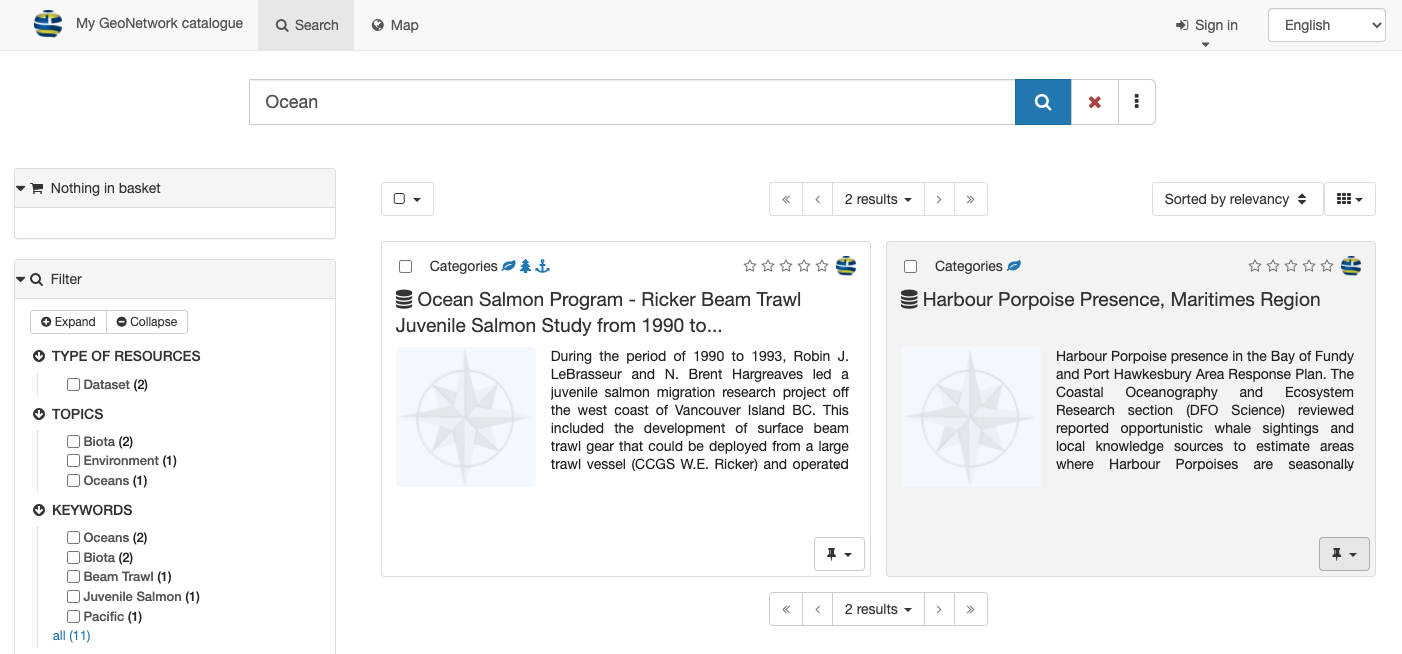 My GeoNetwork catalogue
Search
Map
Sign in
English
Ocean
Nothing in basket
2 results
Sorted by relevancy
Filter
Expand
Collapse
TYPE OF RESOURCES
Dataset (2)
TOPICS
Biota (2)
Environment (1)
Oceans (1)
KEYWORDS
Oceans (2)
Biota (2)
Beam Trawl (1)
Juvenile Salmon (1)
Pacific (1)
all (11)
Categories
Ocean Salmon Program - Ricker Beam Trawl
Juvenile Salmon Study from 1990 to...
During the period of 1990 to 1993, Robin J.
LeBrasseur and N. Brent Hargreaves led a
juvenile salmon migration research project off
the west coast of Vancouver Island BC. This
included the development of surface beam
trawl gear that could be deployed from a large
trawl vessel (CCGS W.E. Ricker) and operated
Categories
Harbour Porpoise Presence, Maritimes Region
Harbour Porpoise presence in the Bay of Fundy
and Port Hawkesbury Area Response Plan. The
Coastal Oceanography and Ecosystem
Research section (DFO Science) reviewed
reported opportunistic whale sightings and
local knowledge sources to estimate areas
where Harbour Porpoises are seasonally
2 results